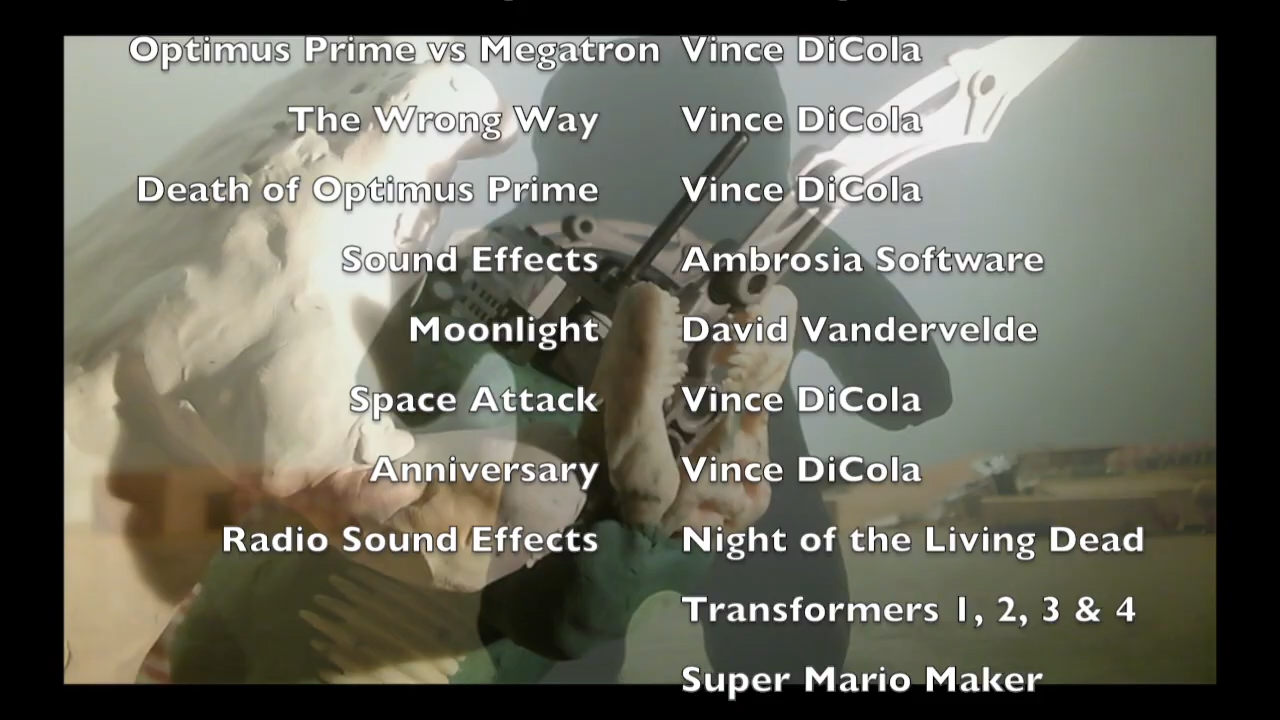 Optimus Prime vs Megatron Vince DiCola
The Wrong Way Vince DiCola
Death of Optimus Prime Vince DiCola
Sound Effects Ambrosia Software
Moonlight David Vandervelde
Space Attack Vince DiCola
Anniversary Vince DiCola
Radio Sound Effects Night of the Living Dead
Transformers 1, 2, 3 & 4
Super Mario Maker